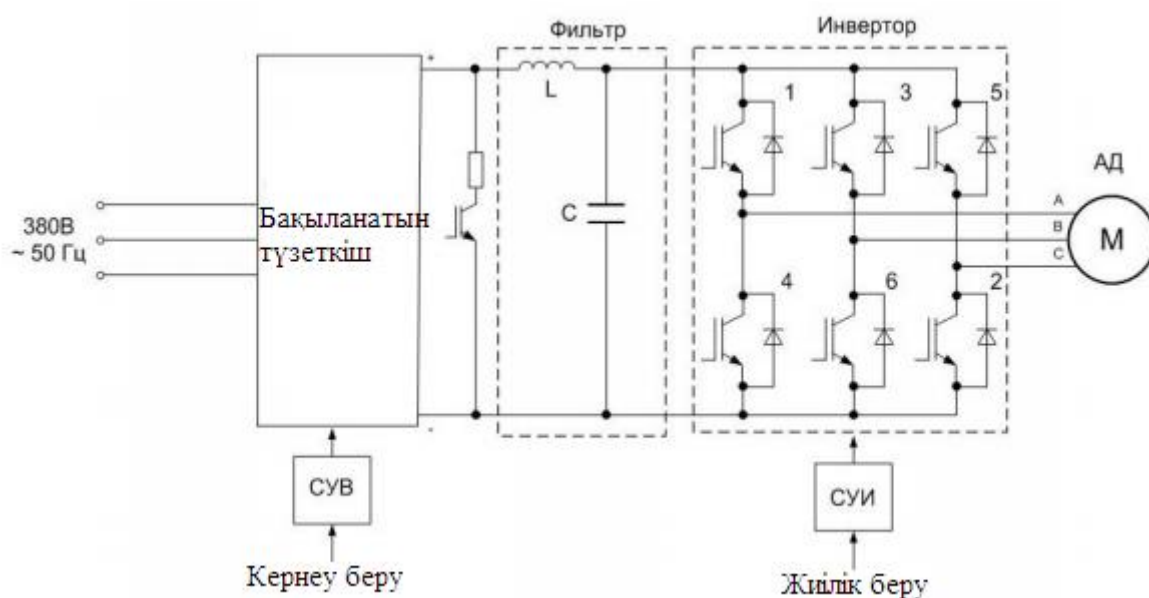 Фильтр
Инвертор
+
L
1
3
5
АД
380В
~ 50 Гц
Бақыланатын
түзеткіш
C
A
B
C
М
4
6
2
-
СУВ
СУИ
Кернеу беру
Жиілік беру